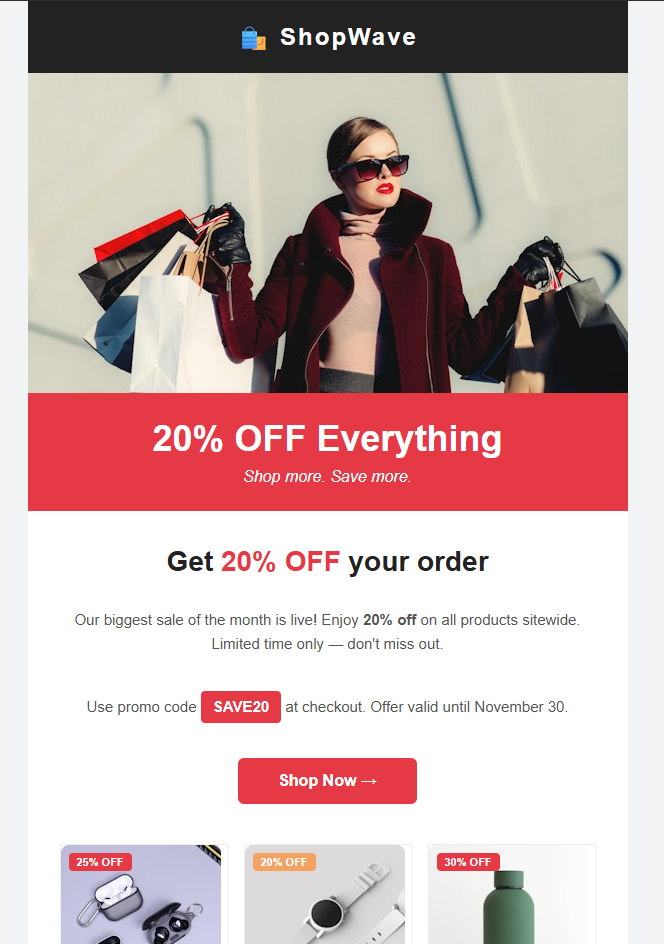 ShopWave
20% OFF Everything
Shop more. Save more.
Get 20% OFF your order
Our biggest sale of the month is live! Enjoy 20% off on all products sitewide.
Limited time only — don't miss out.
Use promo code SAVE20 at checkout. Offer valid until November 30.
Shop Now →
25% OFF
20% OFF
30% OFF